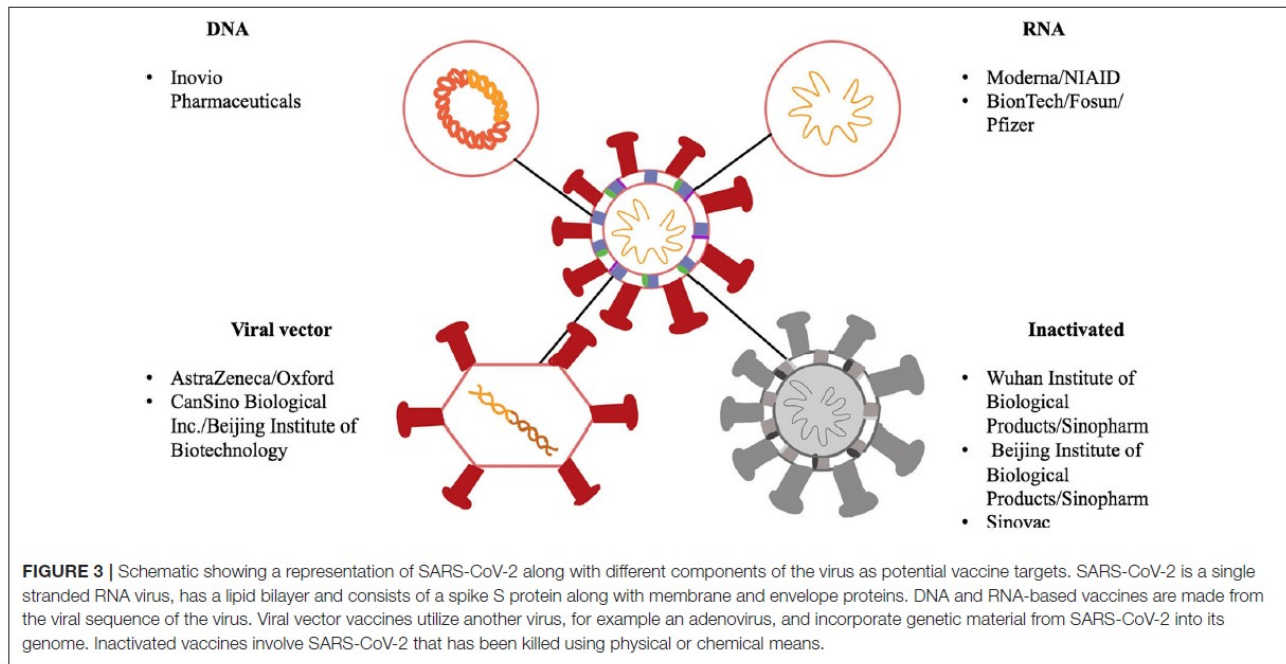 DNA
• Inovio
Pharmaceuticals
RNA
• Moderna/NIAID
• BionTech/Fosun/
Pfizer
Viral vector
• AstraZeneca/Oxford
• CanSino Biological
Inc./Beijing Institute of
Biotechnology
Inactivated
• Wuhan Institute of
Biological
Products/Sinopharm
• Beijing Institute of
Biological
Products/Sinopharm
• Sinovac
FIGURE 3 | Schematic showing a representation of SARS-CoV-2 along with different components of the virus as potential vaccine targets. SARS-CoV-2 is a single
stranded RNA virus, has a lipid bilayer and consists of a spike S protein along with membrane and envelope proteins. DNA and RNA-based vaccines are made from
the viral sequence of the virus. Viral vector vaccines utilize another virus, for example an adenovirus, and incorporate genetic material from SARS-CoV-2 into its
genome. Inactivated vaccines involve SARS-CoV-2 that has been killed using physical or chemical means.